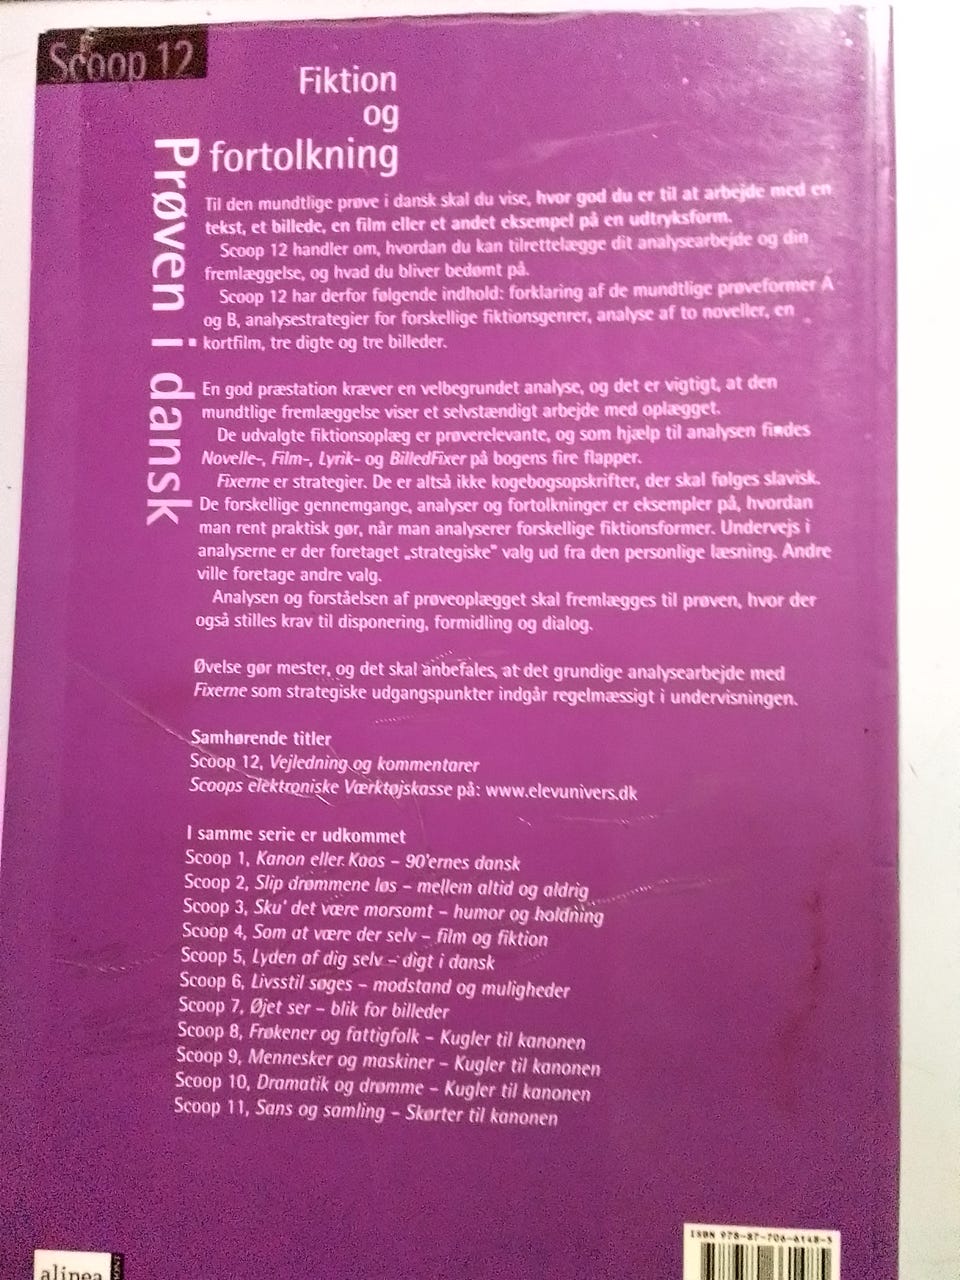 Scoop 12
Fiktion
og
fortolkning
Prøven i dansk
Til den mundtlige prøve i dansk skal du vise, hvor god du er til at arbejde med en
tekst, et billede, en film eller et andet eksempel på en udtryksform.
Scoop 12 handler om, hvordan du kan tilrettelægge dit analysearbejde og din
fremlæggelse, og hvad du bliver bedømt på.
Scoop 12 har derfor følgende indhold: forklaring af de mundtlige prøveformer A
og B, analysestrategier for forskellige fiktionsgenrer, analyse af to noveller, en
kortfilm, tre digte og tre billeder.
En god præstation kræver en velbegrundet analyse, og det er vigtigt, at den
mundtlige fremlæggelse viser et selvstændigt arbejde med oplægget.
De udvalgte fiktionsoplæg er prøverelevante, og som hjælp til analysen findes
Novelle-, Film-, Lyrik- og BilledFixer på bogens fire flapper.
Fixerne er strategier. De er altså ikke kogebogsopskrifter, der skal følges slavisk.
De forskellige gennemgange, analyser og fortolkninger er eksempler på, hvordan
man rent praktisk gør, når man analyserer forskellige fiktionsformer. Undervejs i
analyserne er der foretaget „strategiske" valg ud fra den personlige læsning. Andre
ville foretage andre valg.
Analysen og forståelsen af prøveoplægget skal fremlægges til prøven, hvor der
også stilles krav til disponering, formidling og dialog.
Øvelse gør mester, og det skal anbefales, at det grundige analysearbejde med
Fixerne som strategiske udgangspunkter indgår regelmæssigt i undervisningen.
Samhørende titler
Scoop 12, Vejledning og kommentarer
Scoops elektroniske Værktøjskasse på: www.elevunivers.dk
I samme serie er udkommet
Scoop 1, Kanon eller Kaos – 90'ernes dansk
Scoop 2, Slip drømmene løs – mellem altid og aldrig
Scoop 3, Sku' det være morsomt – humor og holdning
Scoop 4, Som at være der selv – film og fiktion
Scoop 5, Lyden af dig selv – digt i dansk
Scoop 6, Livsstil søges – modstand og muligheder
Scoop 7, Øjet ser – blik for billeder
Scoop 8, Frøkener og fattigfolk – Kugler til kanonen
Scoop 9, Mennesker og maskiner – Kugler til kanonen
Scoop 10, Dramatik og drømme – Kugler til kanonen
Scoop 11, Sans og samling – Skørter til kanonen
ISBN 978-87-706-6148-5
alinea